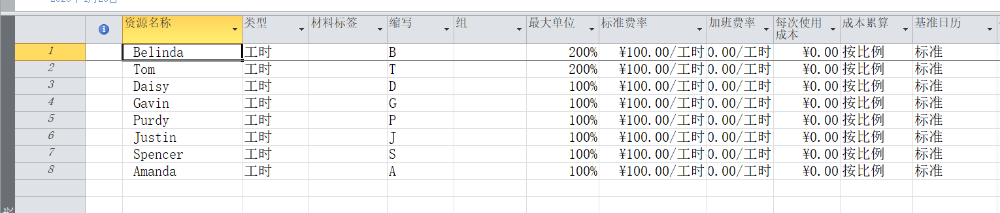 资源名称 类型 材料标签 缩写 组 最大单位 标准费率 加班费率 每次使用成本 成本累算 基准日历
1 Belinda 工时 B 200% ¥100.00/工时 0.00/工时 ¥0.00 按比例 标准
2 Tom 工时 T 200% ¥100.00/工时 0.00/工时 ¥0.00 按比例 标准
3 Daisy 工时 D 100% ¥100.00/工时 0.00/工时 ¥0.00 按比例 标准
4 Gavin 工时 G 100% ¥100.00/工时 0.00/工时 ¥0.00 按比例 标准
5 Purdy 工时 P 100% ¥100.00/工时 0.00/工时 ¥0.00 按比例 标准
6 Justin 工时 J 100% ¥100.00/工时 0.00/工时 ¥0.00 按比例 标准
7 Spencer 工时 S 100% ¥100.00/工时 0.00/工时 ¥0.00 按比例 标准
8 Amanda 工时 A 100% ¥100.00/工时 0.00/工时 ¥0.00 按比例 标准